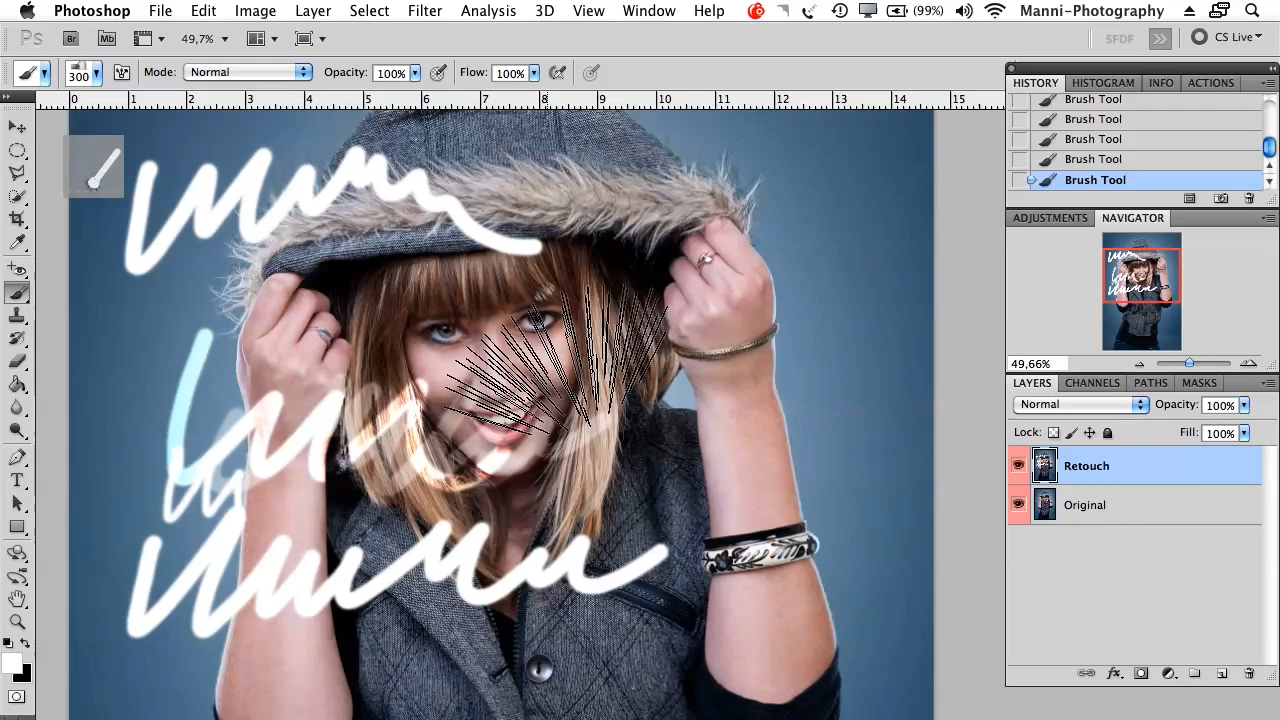 Photoshop File Edit Image Layer Select Filter Analysis 3D View Window Help (99%) Manni-Photography
Ps Br Mb 49,7% SFDF CS Live
300 Mode: Normal Opacity: 100% Flow: 100%
0 1 2 3 4 5 6 7 8 9 10 11 12 13 14 15
HISTORY HISTOGRAM INFO ACTIONS
Brush Tool
Brush Tool
Brush Tool
Brush Tool
Brush Tool
ADJUSTMENTS NAVIGATOR
49,66%
LAYERS CHANNELS PATHS MASKS
Normal Opacity: 100%
Lock: Fill: 100%
Retouch
Original